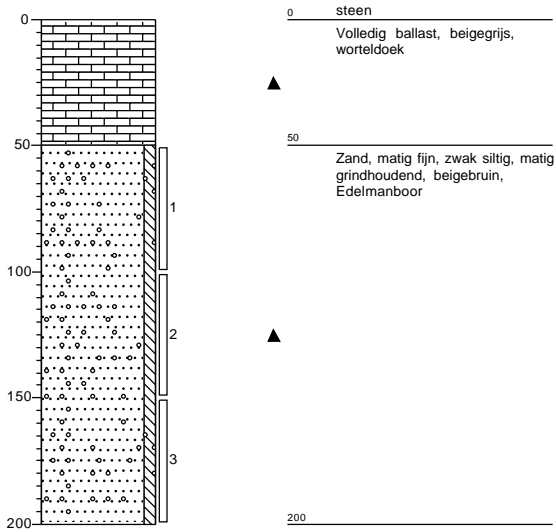 0
0
steen
Volledig ballast, beigegrijs,
worteldoek
50
50
Zand, matig fijn, zwak siltig, matig
grindhoudend, beigebruin,
Edelmanboor
1
100
2
150
3
200
200